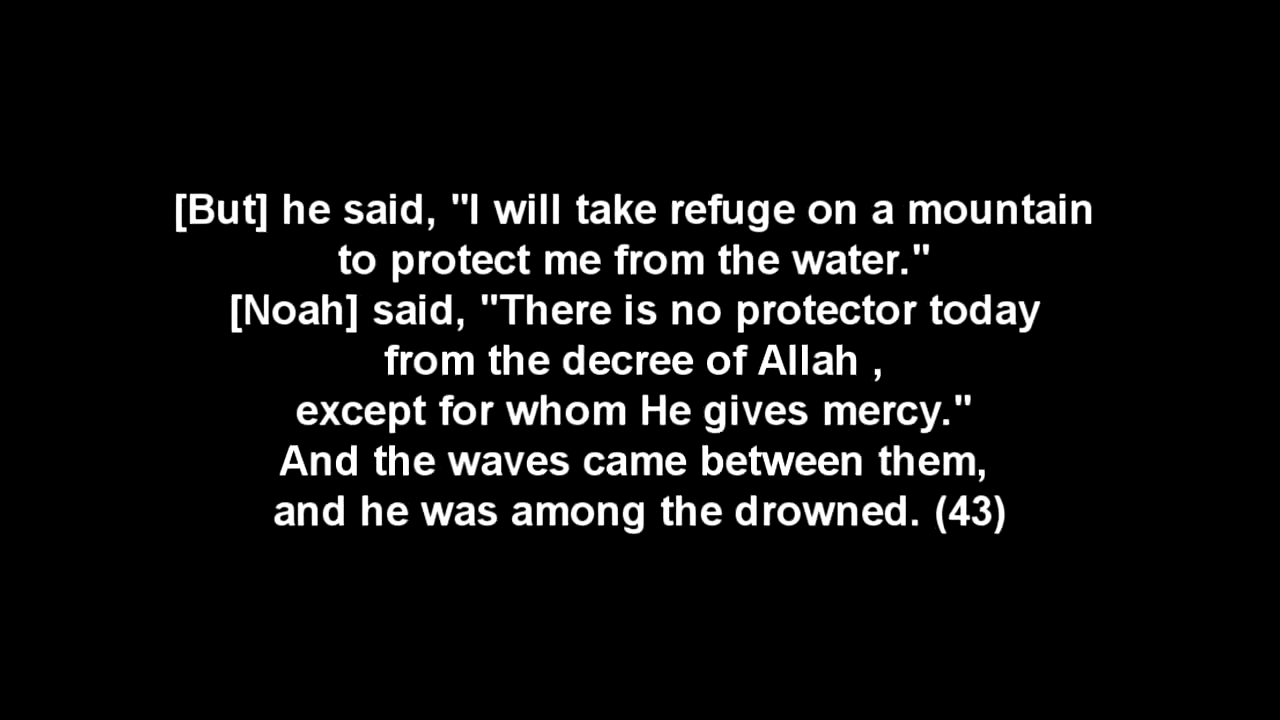 [But] he said, "I will take refuge on a mountain
to protect me from the water."
[Noah] said, "There is no protector today
from the decree of Allah ,
except for whom He gives mercy."
And the waves came between them,
and he was among the drowned. (43)